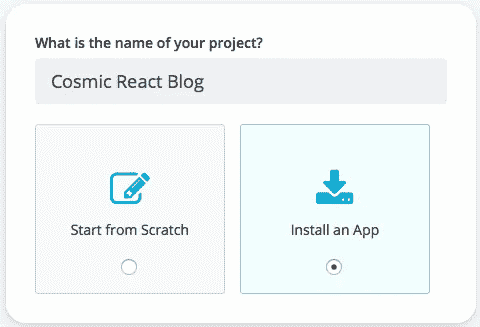 What is the name of your project?
Cosmic React Blog
Start from Scratch
Install an App